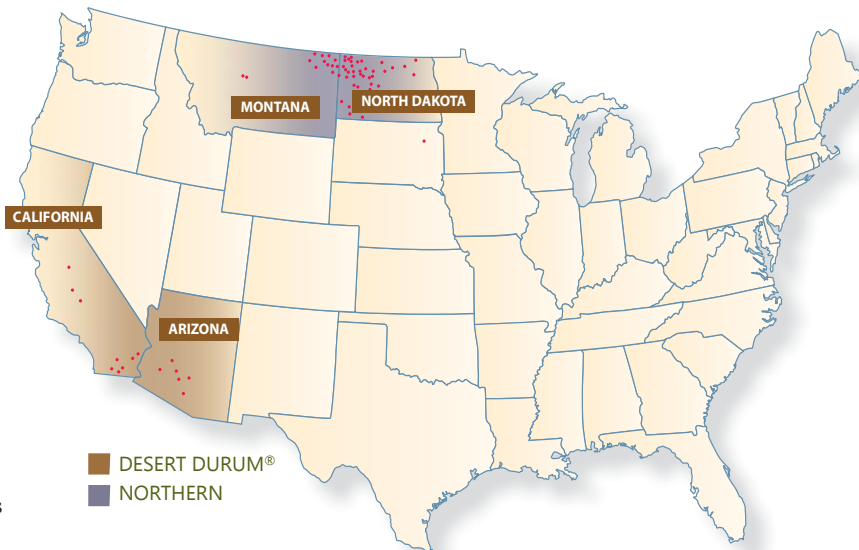 MONTANA
NORTH DAKOTA
CALIFORNIA
ARIZONA
DESERT DURUM®
NORTHERN
s